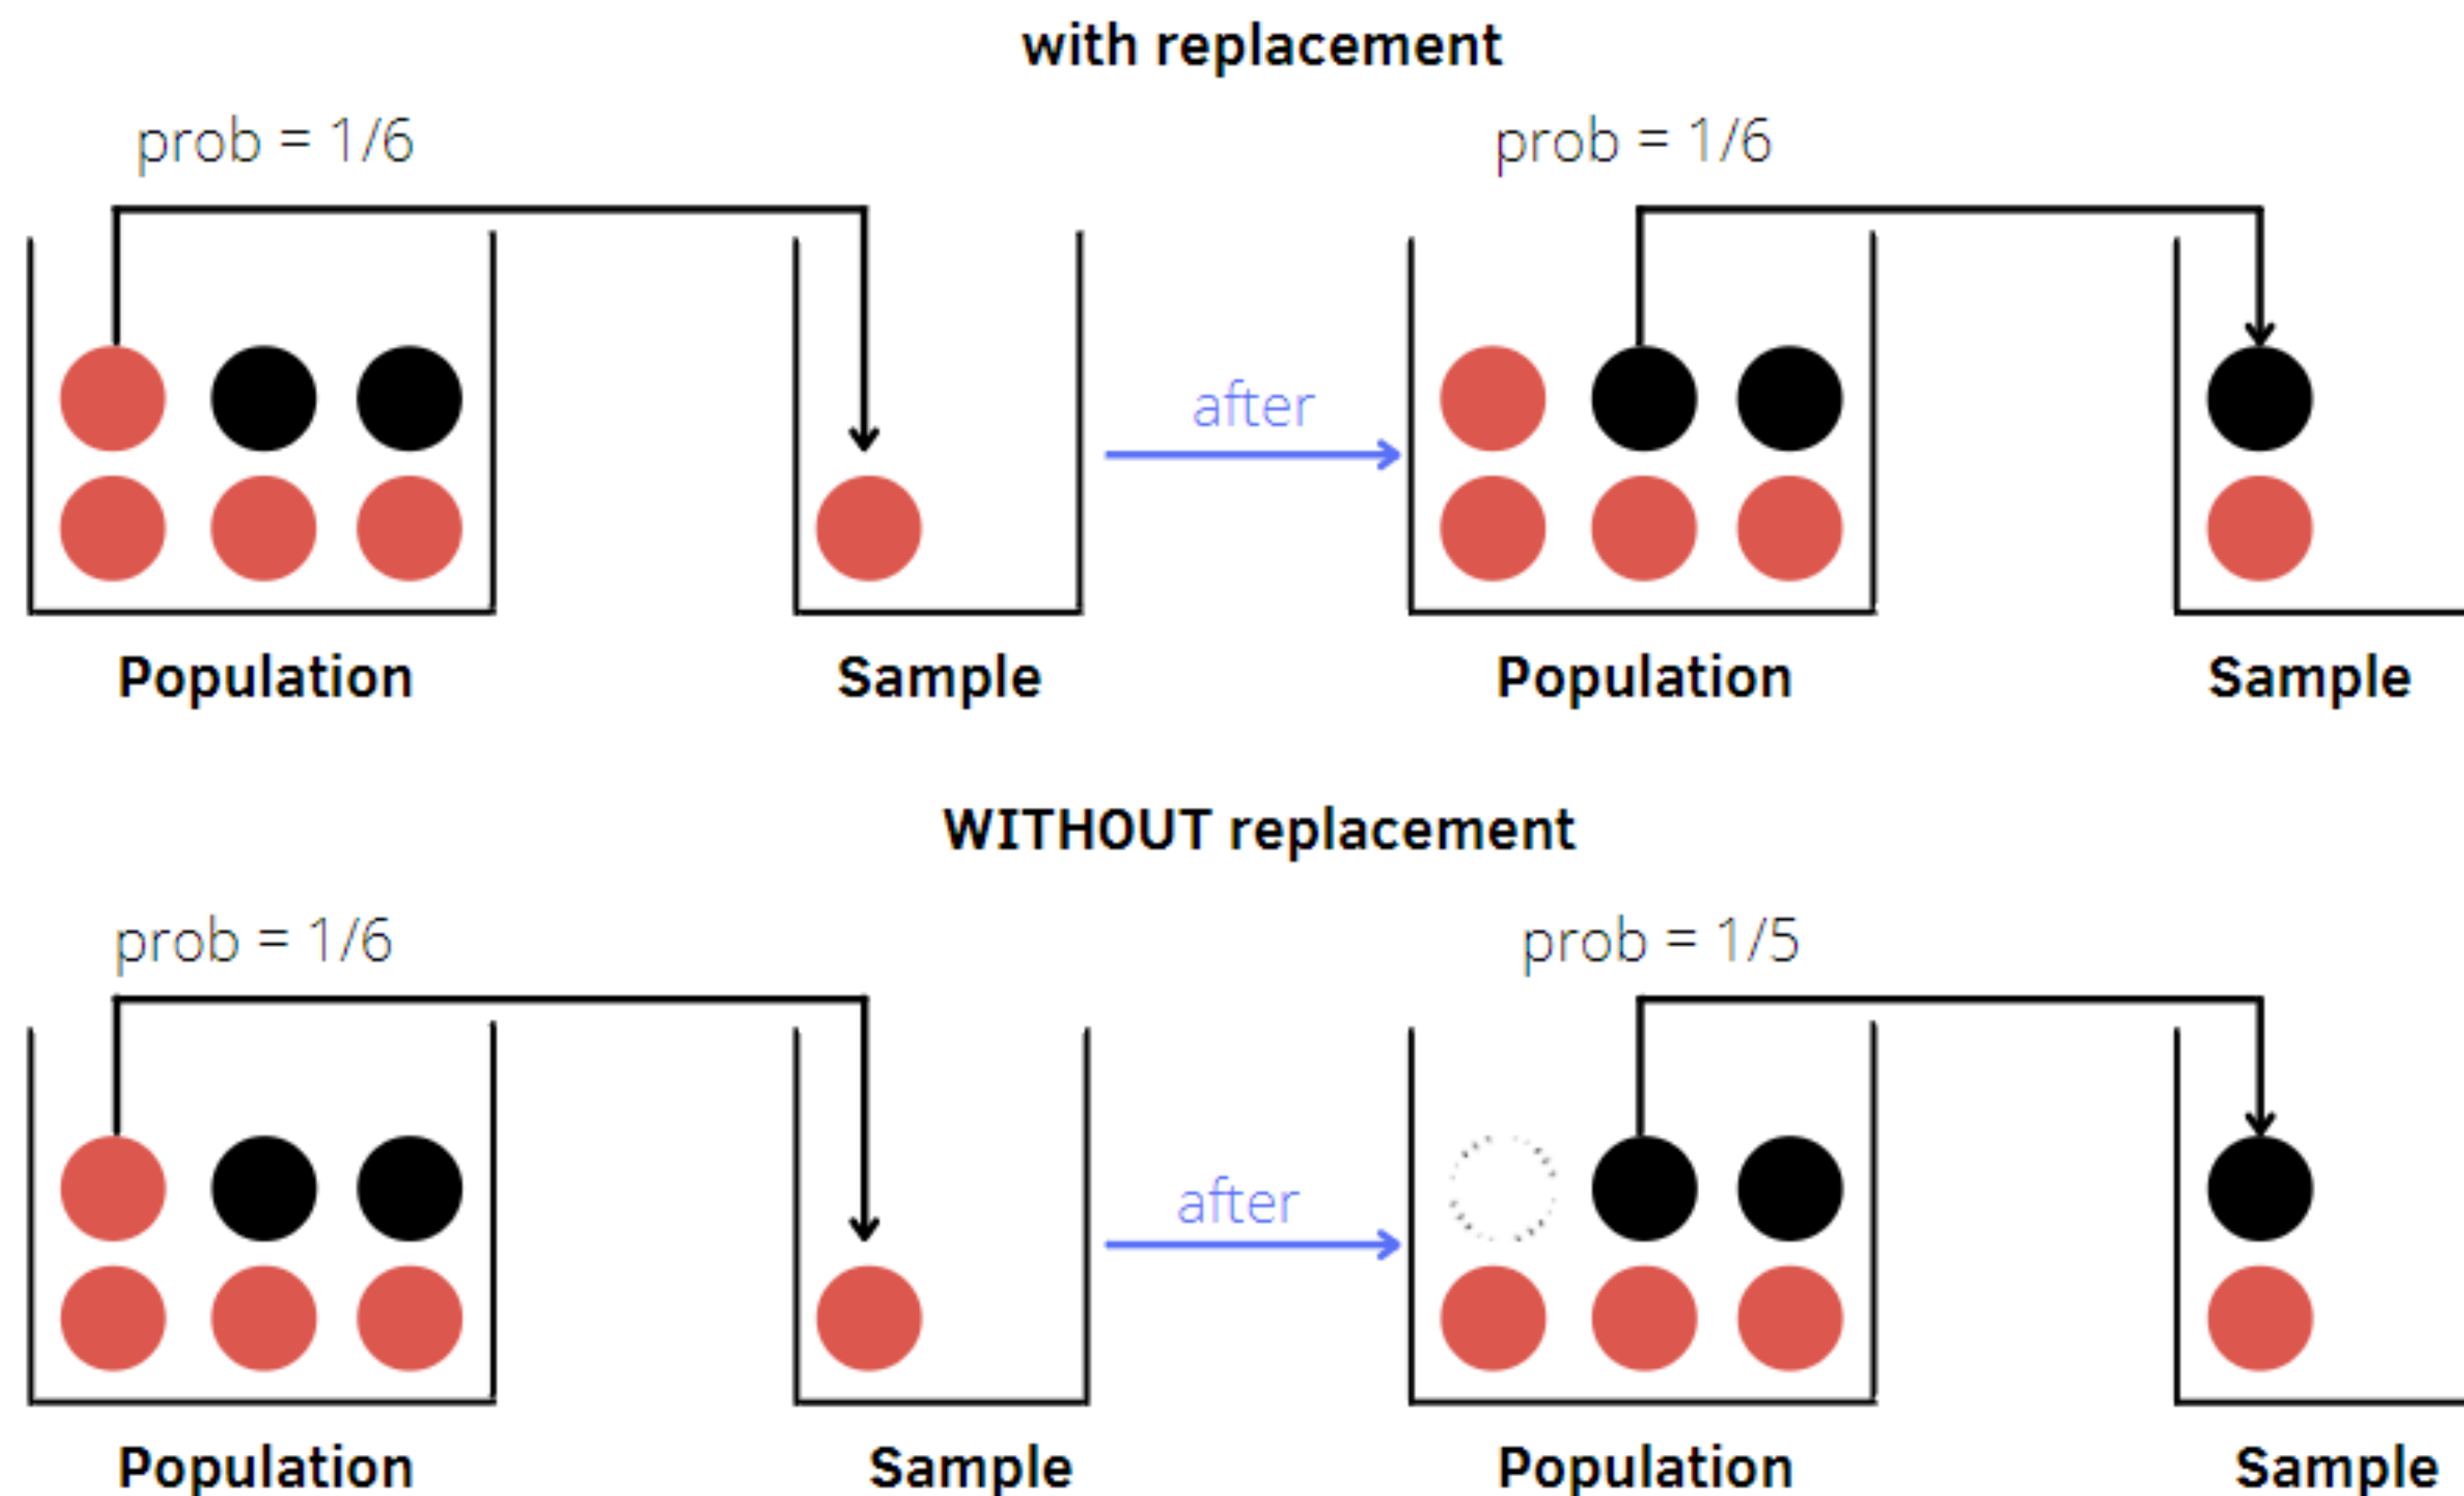 with replacement
prob = 1/6
prob = 1/6
after
Population
Sample
Population
Sample
WITHOUT replacement
prob = 1/6
prob = 1/5
after
Population
Sample
Population
Sample